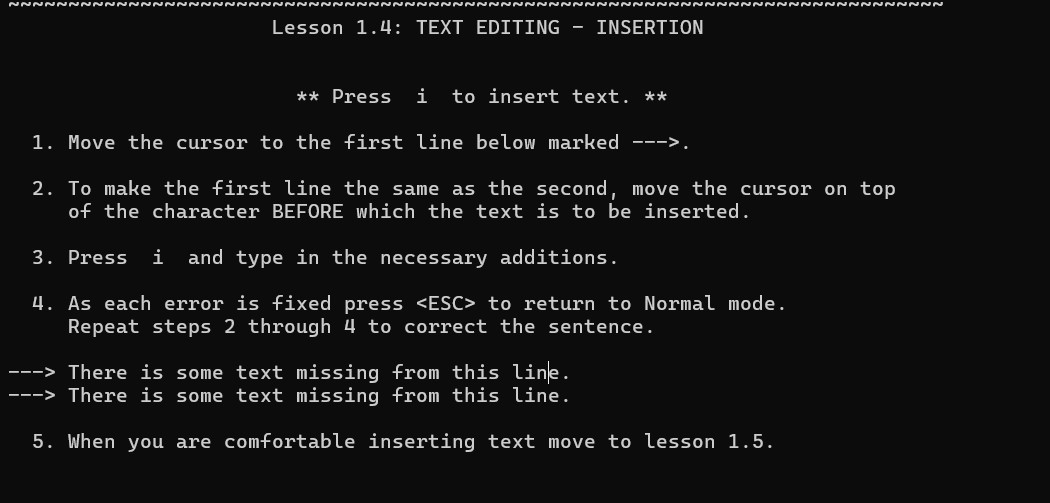 ~~~~~~~~~~~~~~~~~~~~~~~~~~~~~~~~~~~~~~~~~~~~~~~~~~~~~~~~~~~~~~~~~~~~~~~~~~~~~~
Lesson 1.4: TEXT EDITING - INSERTION
** Press  i  to insert text. **
1. Move the cursor to the first line below marked --->.
2. To make the first line the same as the second, move the cursor on top
of the character BEFORE which the text is to be inserted.
3. Press  i  and type in the necessary additions.
4. As each error is fixed press <ESC> to return to Normal mode.
Repeat steps 2 through 4 to correct the sentence.
---> There is some text missing from this line.
---> There is some text missing from this line.
5. When you are comfortable inserting text move to lesson 1.5.